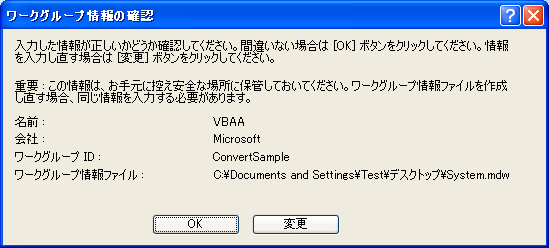 ワークグループ情報の確認
入力した情報が正しいかどうか確認してください。間違いない場合は [OK] ボタンをクリックしてください。情報
を入力し直す場合は [変更] ボタンをクリックしてください。
重要 : この情報は、お手元に控え安全な場所に保管しておいてください。ワークグループ情報ファイルを作成
し直す場合、同じ情報を入力する必要があります。
名前 : VBAA
会社 : Microsoft
ワークグループ ID : ConvertSample
ワークグループ情報ファイル : C:¥Documents and Settings¥Test¥デスクトップ¥System.mdw
OK 変更